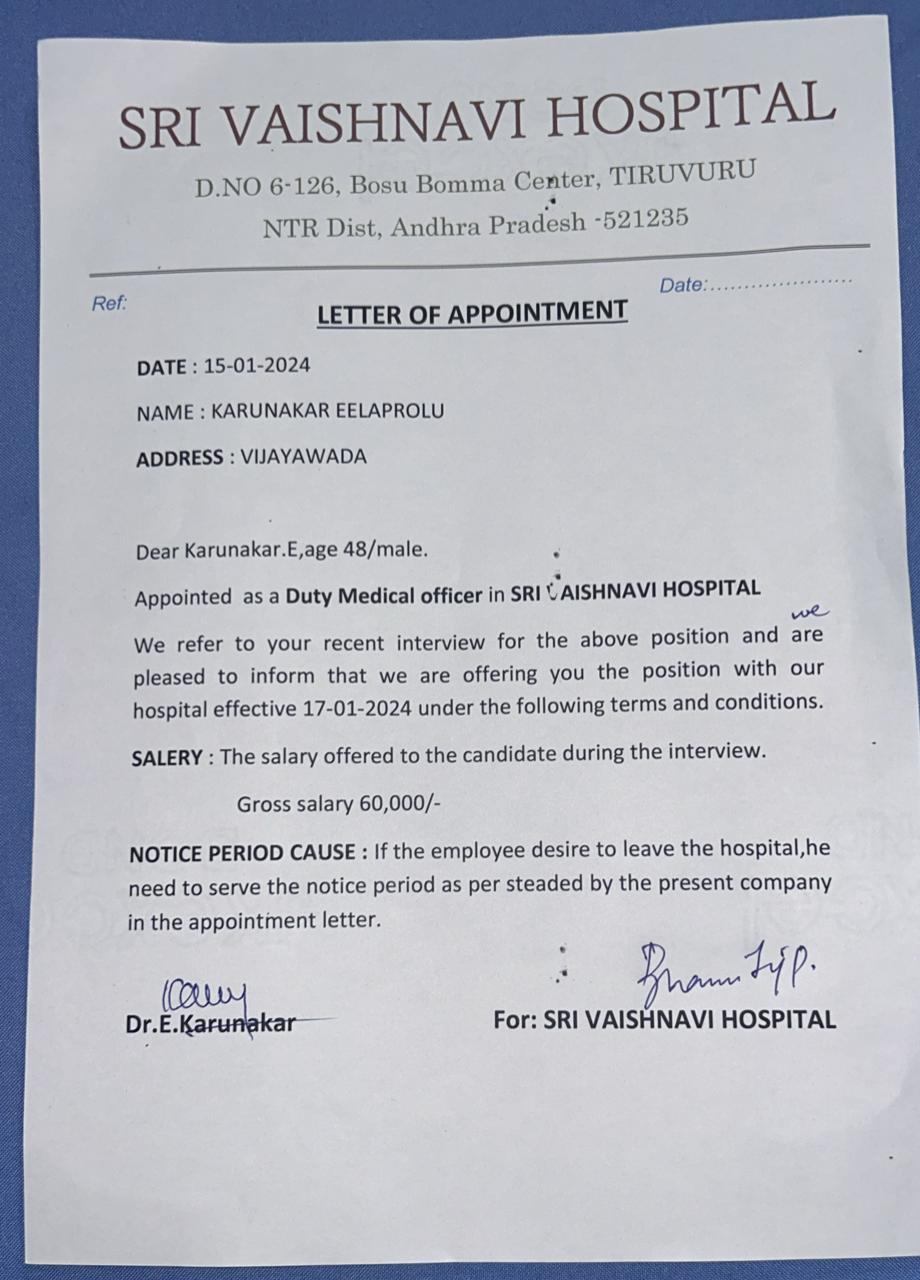 SRI VAISHNAVI HOSPITAL
D.NO 6-126, Bosu Bomma Center, TIRUVURU
NTR Dist, Andhra Pradesh -521235
Ref:
Date:.....................
LETTER OF APPOINTMENT
DATE : 15-01-2024
NAME : KARUNAKAR EELAPROLU
ADDRESS : VIJAYAWADA
Dear Karunakar.E,age 48/male.
Appointed as a Duty Medical officer in SRI VAISHNAVI HOSPITAL
we
We refer to your recent interview for the above position and are
pleased to inform that we are offering you the position with our
hospital effective 17-01-2024 under the following terms and conditions.
SALERY : The salary offered to the candidate during the interview.
Gross salary 60,000/-
NOTICE PERIOD CAUSE : If the employee desire to leave the hospital,he
need to serve the notice period as per steaded by the present company
in the appointment letter.
Dr.E.Karunakar
For: SRI VAISHNAVI HOSPITAL